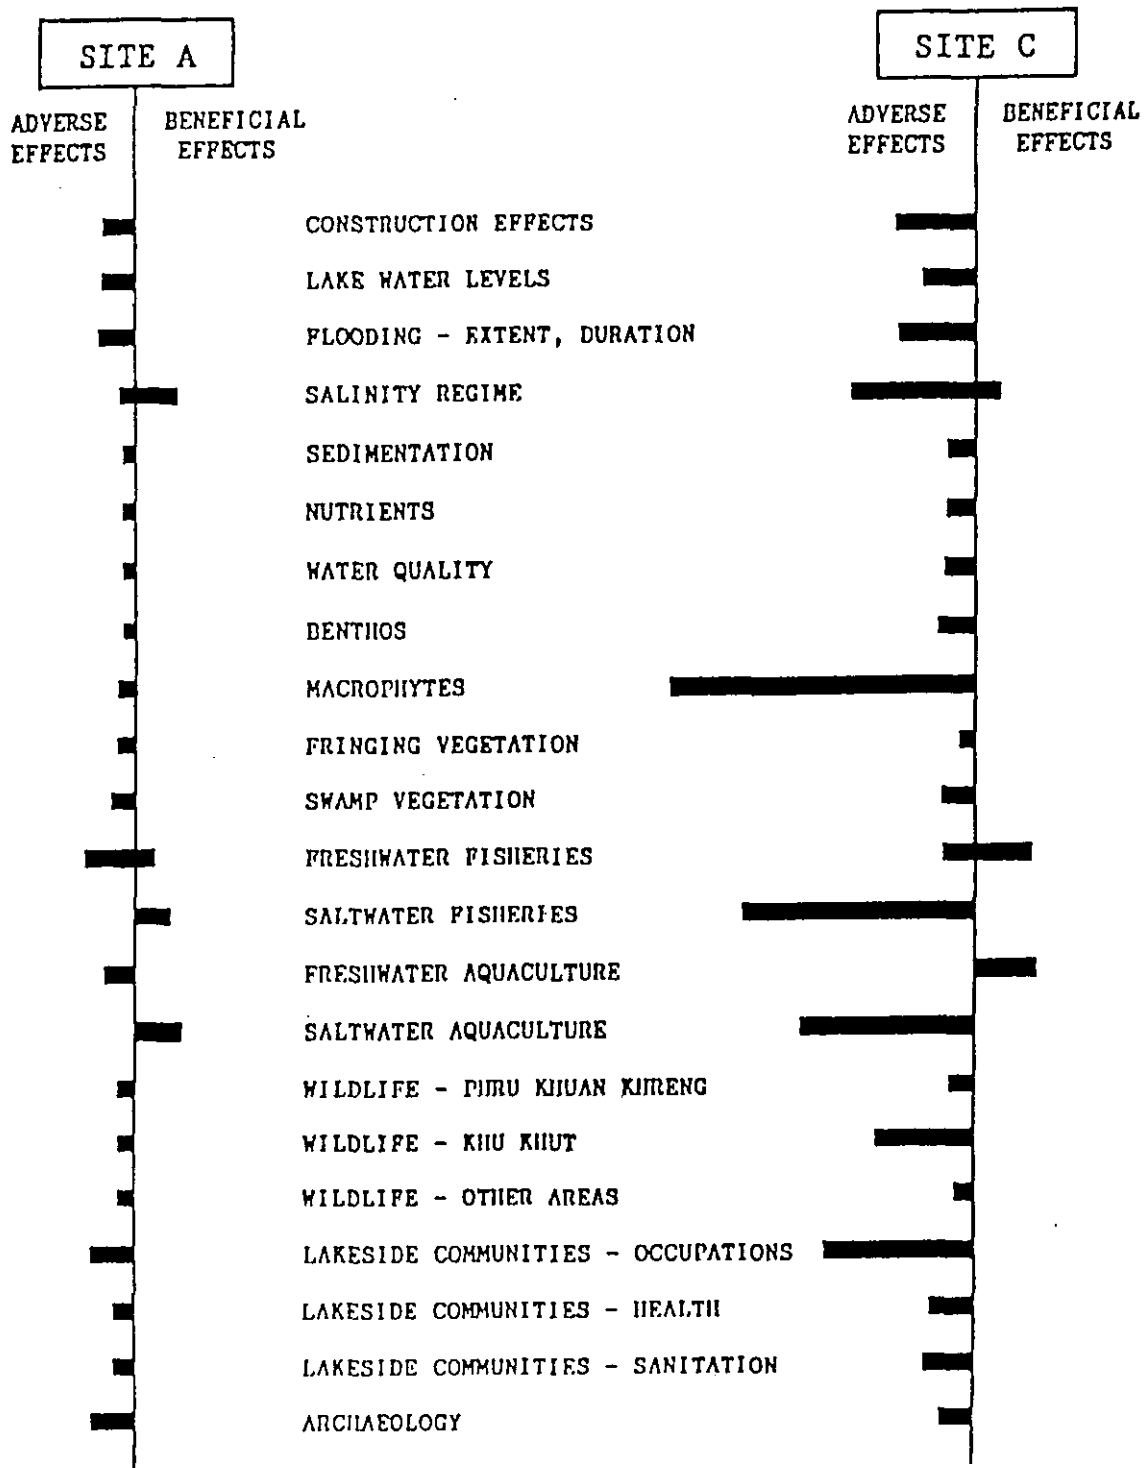 SITE A
SITE C
ADVERSE EFFECTS
BENEFICIAL EFFECTS
ADVERSE EFFECTS
BENEFICIAL EFFECTS
CONSTRUCTION EFFECTS
LAKE WATER LEVELS
FLOODING - EXTENT, DURATION
SALINITY REGIME
SEDIMENTATION
NUTRIENTS
WATER QUALITY
BENTHOS
MACROPHYTES
FRINGING VEGETATION
SWAMP VEGETATION
FRESHWATER FISHERIES
SALTWATER FISHERIES
FRESHWATER AQUACULTURE
SALTWATER AQUACULTURE
WILDLIFE - PHRU KHUAN KHRENG
WILDLIFE - KHU KHUT
WILDLIFE - OTHER AREAS
LAKESIDE COMMUNITIES - OCCUPATIONS
LAKESIDE COMMUNITIES - HEALTH
LAKESIDE COMMUNITIES - SANITATION
ARCHAEOLOGY